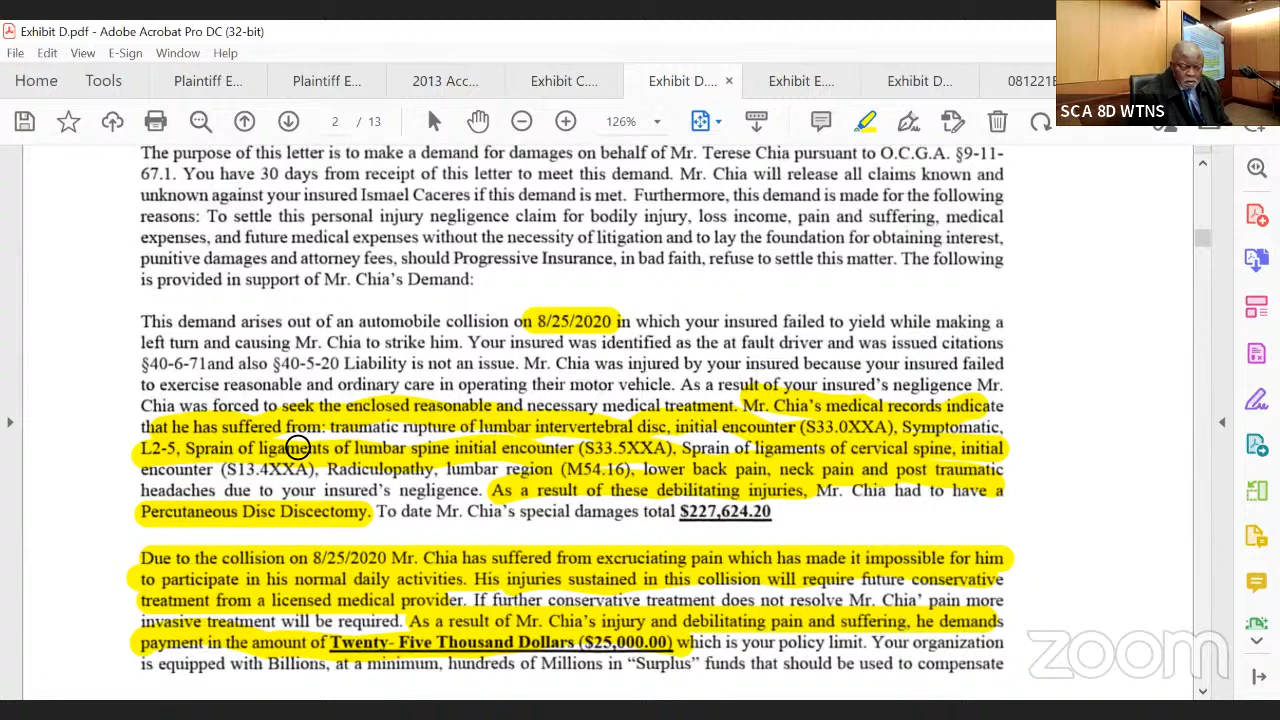 Exhibit D.pdf - Adobe Acrobat Pro DC (32-bit)
File Edit View E-Sign Window Help
Home Tools Plaintiff E... Plaintiff E... 2013 Acc... Exhibit C.... Exhibit D.... × Exhibit E.... Exhibit D... 081221E
SCA 8D WTNS
2 / 13 126%
The purpose of this letter is to make a demand for damages on behalf of Mr. Terese Chia pursuant to O.C.G.A. §9-11-
67.1. You have 30 days from receipt of this letter to meet this demand. Mr. Chia will release all claims known and
unknown against your insured Ismael Caceres if this demand is met. Furthermore, this demand is made for the following
reasons: To settle this personal injury negligence claim for bodily injury, loss income, pain and suffering, medical
expenses, and future medical expenses without the necessity of litigation and to lay the foundation for obtaining interest,
punitive damages and attorney fees, should Progressive Insurance, in bad faith, refuse to settle this matter. The following
is provided in support of Mr. Chia's Demand:
This demand arises out of an automobile collision on 8/25/2020 in which your insured failed to yield while making a
left turn and causing Mr. Chia to strike him. Your insured was identified as the at fault driver and was issued citations
§40-6-71and also §40-5-20 Liability is not an issue. Mr. Chia was injured by your insured because your insured failed
to exercise reasonable and ordinary care in operating their motor vehicle. As a result of your insured's negligence Mr.
Chia was forced to seek the enclosed reasonable and necessary medical treatment. Mr. Chia's medical records indicate
that he has suffered from: traumatic rupture of lumbar intervertebral disc, initial encounter (S33.0XXA), Symptomatic,
L2-5, Sprain of ligaments of lumbar spine initial encounter (S33.5XXA), Sprain of ligaments of cervical spine, initial
encounter (S13.4XXA), Radiculopathy, lumbar region (M54.16), lower back pain, neck pain and post traumatic
headaches due to your insured's negligence. As a result of these debilitating injuries, Mr. Chia had to have a
Percutaneous Disc Discectomy. To date Mr. Chia's special damages total $227,624.20
Due to the collision on 8/25/2020 Mr. Chia has suffered from excruciating pain which has made it impossible for him
to participate in his normal daily activities. His injuries sustained in this collision will require future conservative
treatment from a licensed medical provider. If further conservative treatment does not resolve Mr. Chia' pain more
invasive treatment will be required. As a result of Mr. Chia's injury and debilitating pain and suffering, he demands
payment in the amount of Twenty- Five Thousand Dollars ($25,000.00) which is your policy limit. Your organization
is equipped with Billions, at a minimum, hundreds of Millions in “Surplus” funds that should be used to compensate
zoom